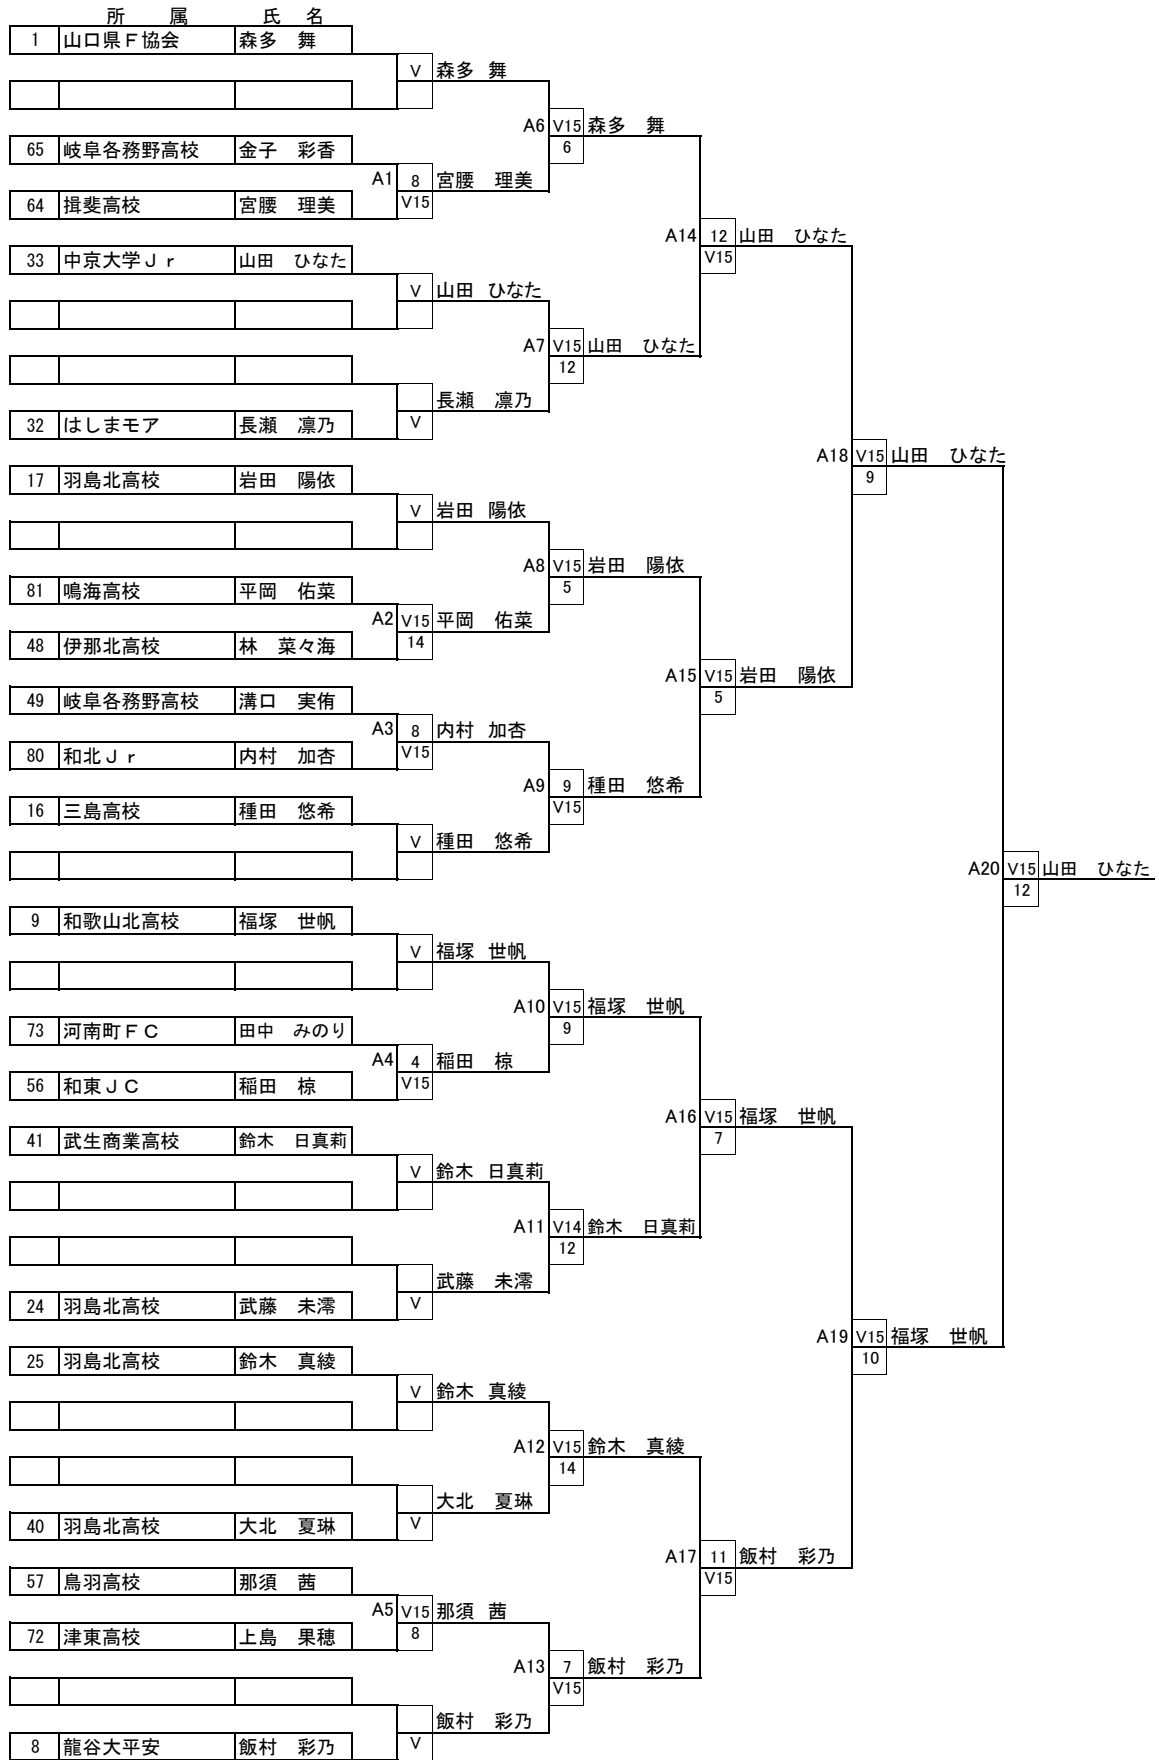 所　属　氏　名
1 山口県Ｆ協会 森多　舞
V 森多　舞
A6 V15 森多　舞
6
65 岐阜各務野高校 金子　彩香
A1 8 宮腰　理美
V15
64 揖斐高校 宮腰　理美
A14 12 山田　ひなた
V15
33 中京大学Ｊｒ 山田　ひなた
V 山田　ひなた
A7 V15 山田　ひなた
12
長瀬　凛乃
V
32 はしまモア 長瀬　凛乃
A18 V15 山田　ひなた
9
17 羽島北高校 岩田　陽依
V 岩田　陽依
A8 V15 岩田　陽依
5
81 鳴海高校 平岡　佑菜
A2 V15 平岡　佑菜
14
48 伊那北高校 林　菜々海
A15 V15 岩田　陽依
5
49 岐阜各務野高校 溝口　実侑
A3 8 内村　加杏
V15
80 和北Ｊｒ 内村　加杏
A9 9 種田　悠希
V15
16 三島高校 種田　悠希
V 種田　悠希
A20 V15 山田　ひなた
12
9 和歌山北高校 福塚　世帆
V 福塚　世帆
A10 V15 福塚　世帆
9
73 河南町ＦＣ 田中　みのり
A4 4 稲田　椋
V15
56 和東ＪＣ 稲田　椋
A16 V15 福塚　世帆
7
41 武生商業高校 鈴木　日真莉
V 鈴木　日真莉
A11 V14 鈴木　日真莉
12
武藤　未澪
V
24 羽島北高校 武藤　未澪
A19 V15 福塚　世帆
10
25 羽島北高校 鈴木　真綾
V 鈴木　真綾
A12 V15 鈴木　真綾
14
大北　夏琳
V
40 羽島北高校 大北　夏琳
A17 11 飯村　彩乃
V15
57 鳥羽高校 那須　茜
A5 V15 那須　茜
8
72 津東高校 上島　果穂
A13 7 飯村　彩乃
V15
飯村　彩乃
V
8 龍谷大平安 飯村　彩乃